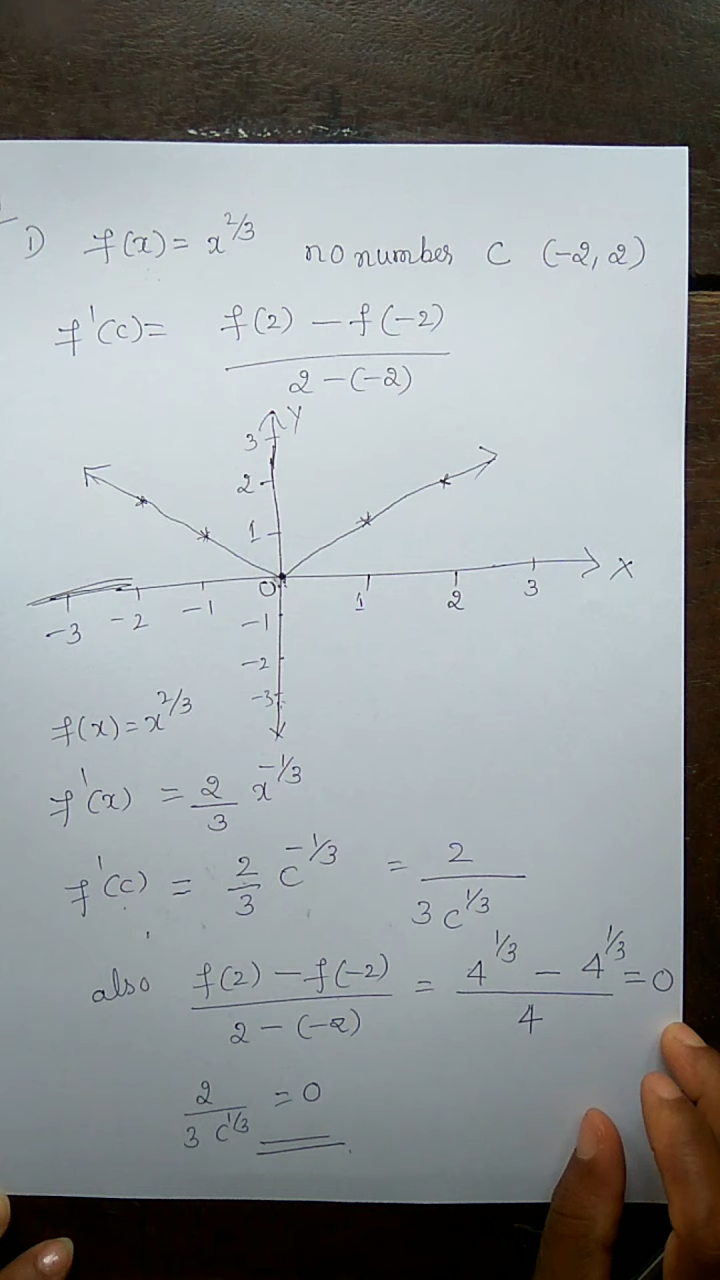 1) f(x) = x^2/3 no number C (-2, 2)
f'(c) = f(2) - f(-2) / 2 - (-2)
Y
3
2
1
0
-3 -2 -1 1 2 3 X
-1
-2
-3
f(x) = x^2/3
f'(x) = 2/3 x^-1/3
f'(c) = 2/3 c^-1/3 = 2 / 3 c^1/3
also f(2) - f(-2) / 2 - (-2) = 4^1/3 - 4^1/3 / 4 = 0
2 / 3 c^1/3 = 0